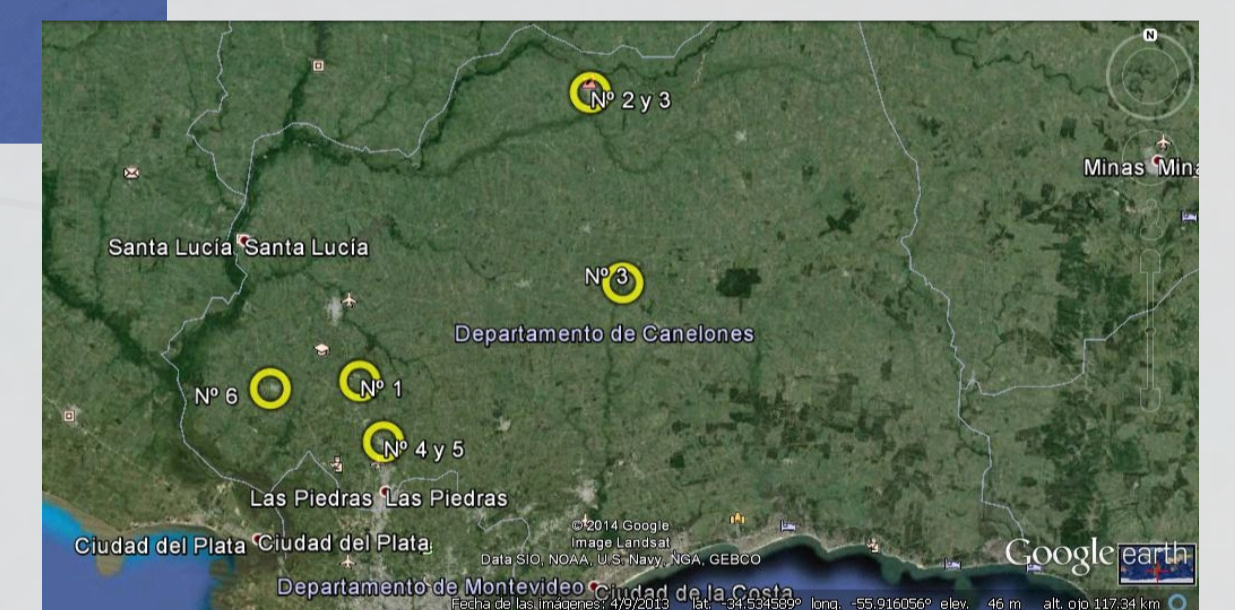 N
Nº 2 y 3
Minas Mina
Santa Lucía Santa Lucía
Nº 3
Departamento de Canelones
Nº 6
Nº 1
Nº 4 y 5
Las Piedras Las Piedras
© 2014 Google
Image Landsat
Data SIO, NOAA, U.S. Navy, NGA, GEBCO
Ciudad del Plata Ciudad del Plata
Google earth
Departamento de Montevideo Ciudad de la Costa
Fecha de las imágenes: 4/9/2013 lat. -34.534589° long. -55.916056° elev. 46 m alt. ojo 117.34 km